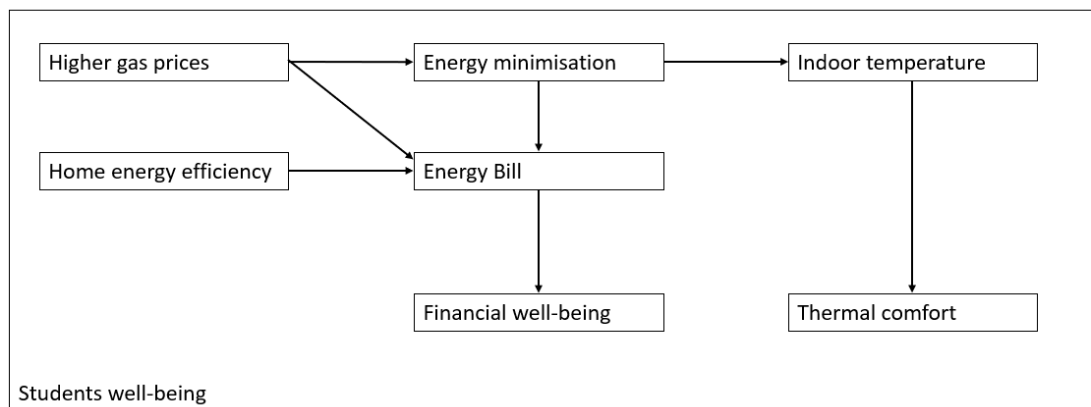 Higher gas prices
Energy minimisation
Indoor temperature
Home energy efficiency
Energy Bill
Financial well-being
Thermal comfort
Students well-being